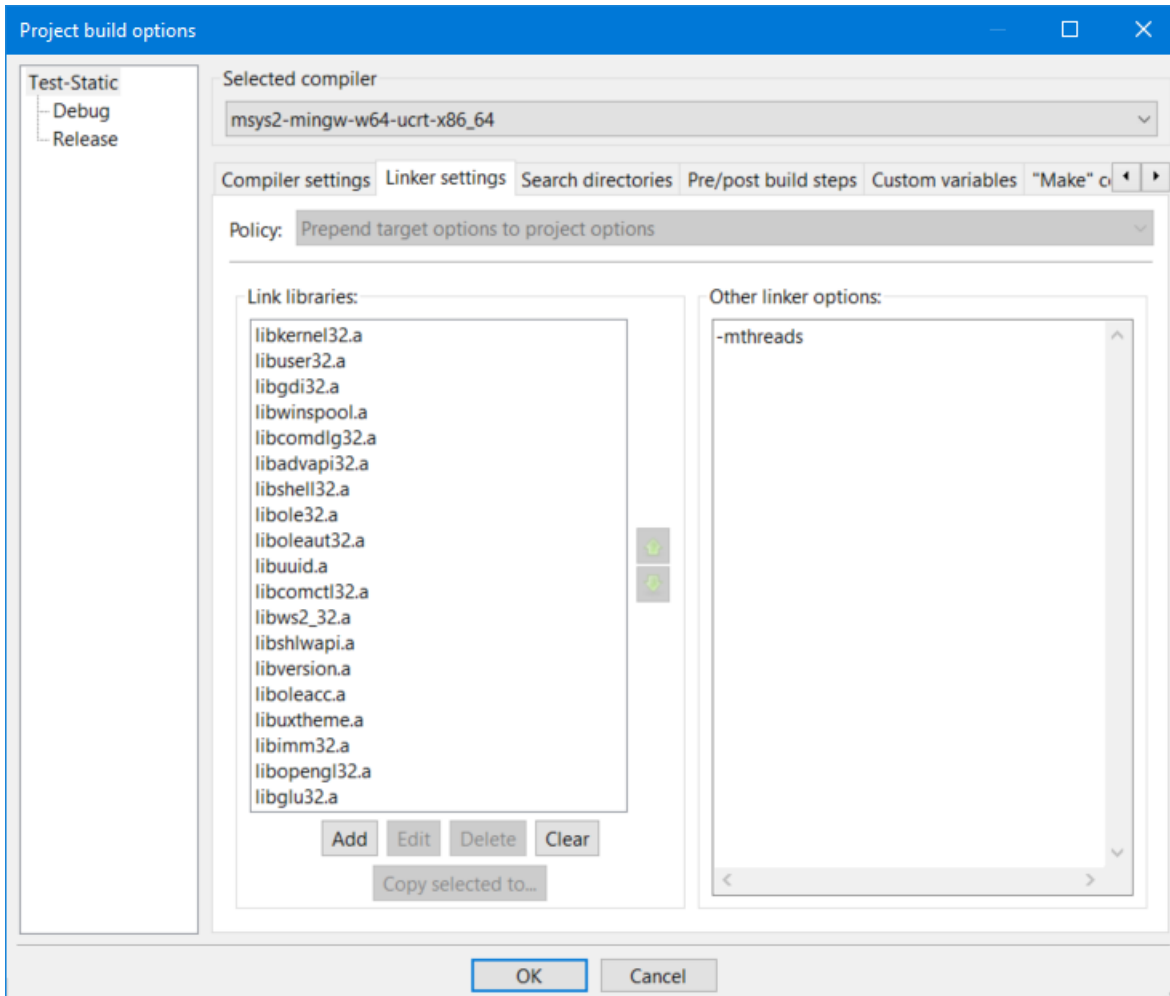 Project build options
Test-Static
Debug
Release
Selected compiler
msys2-mingw-w64-ucrt-x86_64
Compiler settings Linker settings Search directories Pre/post build steps Custom variables "Make" c
Policy: Prepend target options to project options
Link libraries:
libkernel32.a
libuser32.a
libgdi32.a
libwinspool.a
libcomdlg32.a
libadvapi32.a
libshell32.a
libole32.a
liboleaut32.a
libuuid.a
libcomctl32.a
libws2_32.a
libshlwapi.a
libversion.a
liboleacc.a
libuxtheme.a
libimm32.a
libopengl32.a
libglu32.a
Add Edit Delete Clear
Copy selected to...
Other linker options:
-mthreads
OK Cancel